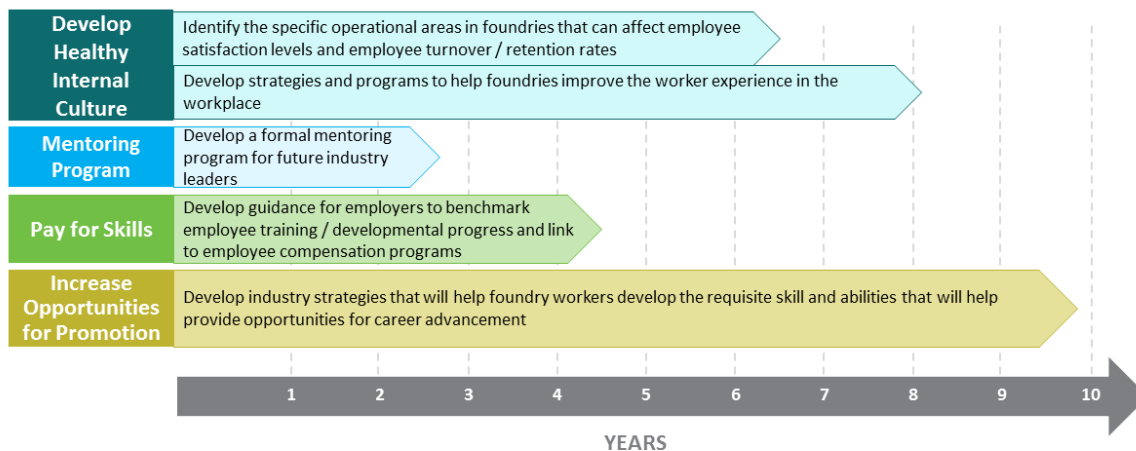 Develop
Healthy
Internal
Culture
Identify the specific operational areas in foundries that can affect employee
satisfaction levels and employee turnover / retention rates
Develop strategies and programs to help foundries improve the worker experience in the
workplace
Mentoring
Program
Develop a formal mentoring
program for future industry
leaders
Pay for Skills
Develop guidance for employers to benchmark
employee training / developmental progress and link
to employee compensation programs
Increase
Opportunities
for Promotion
Develop industry strategies that will help foundry workers develop the requisite skill and abilities that will help
provide opportunities for career advancement
1 2 3 4 5 6 7 8 9 10
YEARS